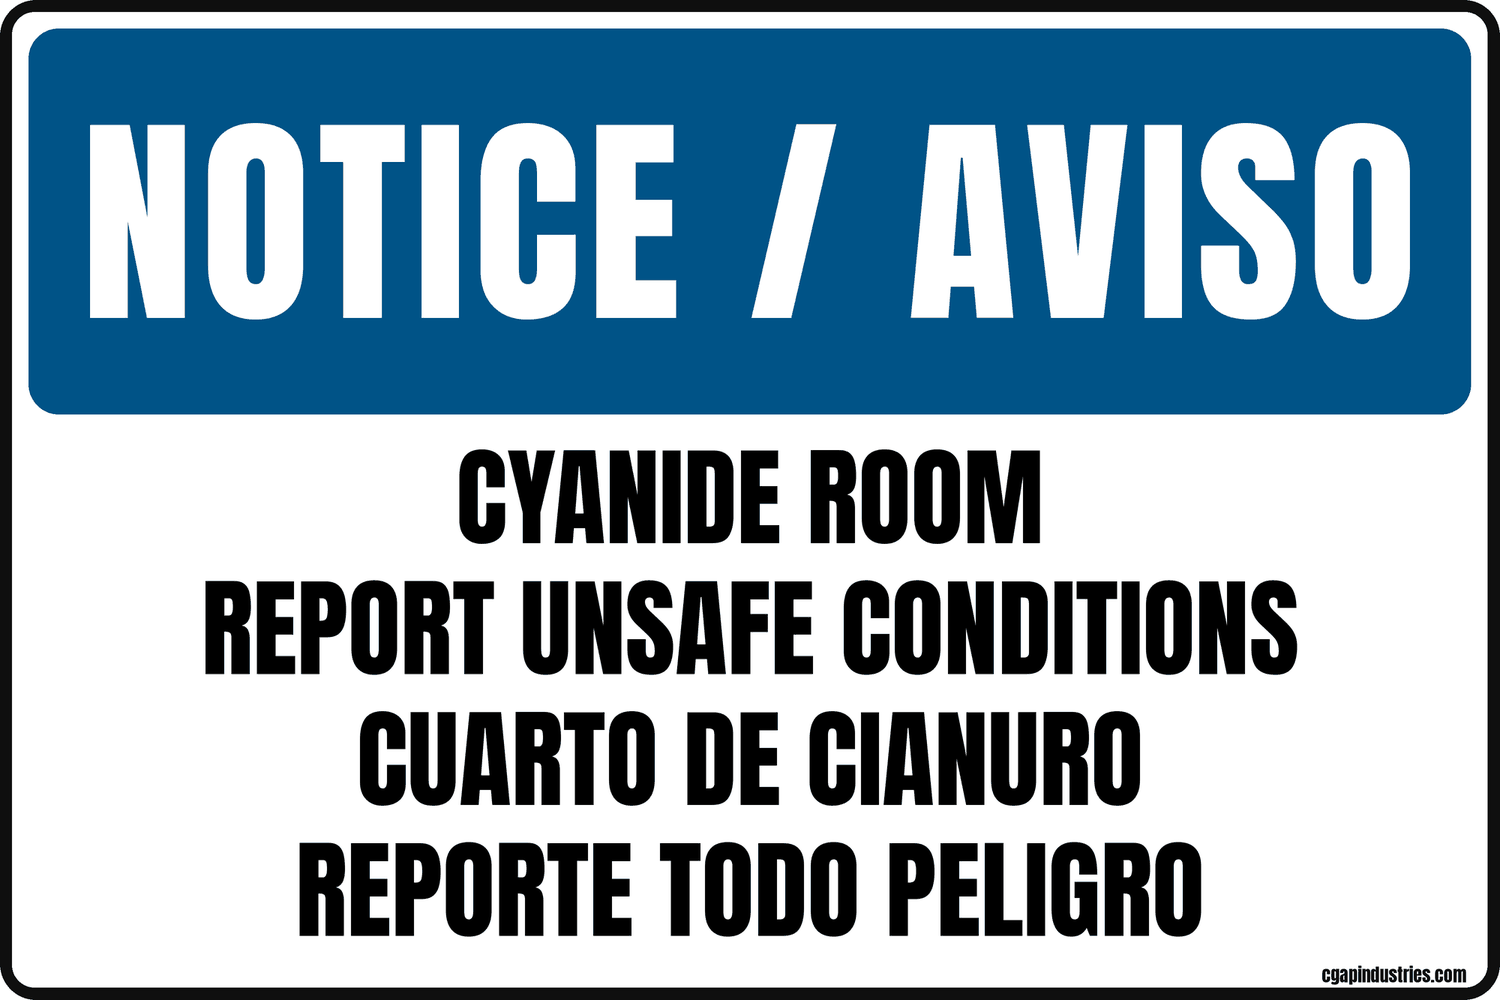 NOTICE / AVISO
CYANIDE ROOM
REPORT UNSAFE CONDITIONS
CUARTO DE CIANURO
REPORTE TODO PELIGRO
cgapindustries.com